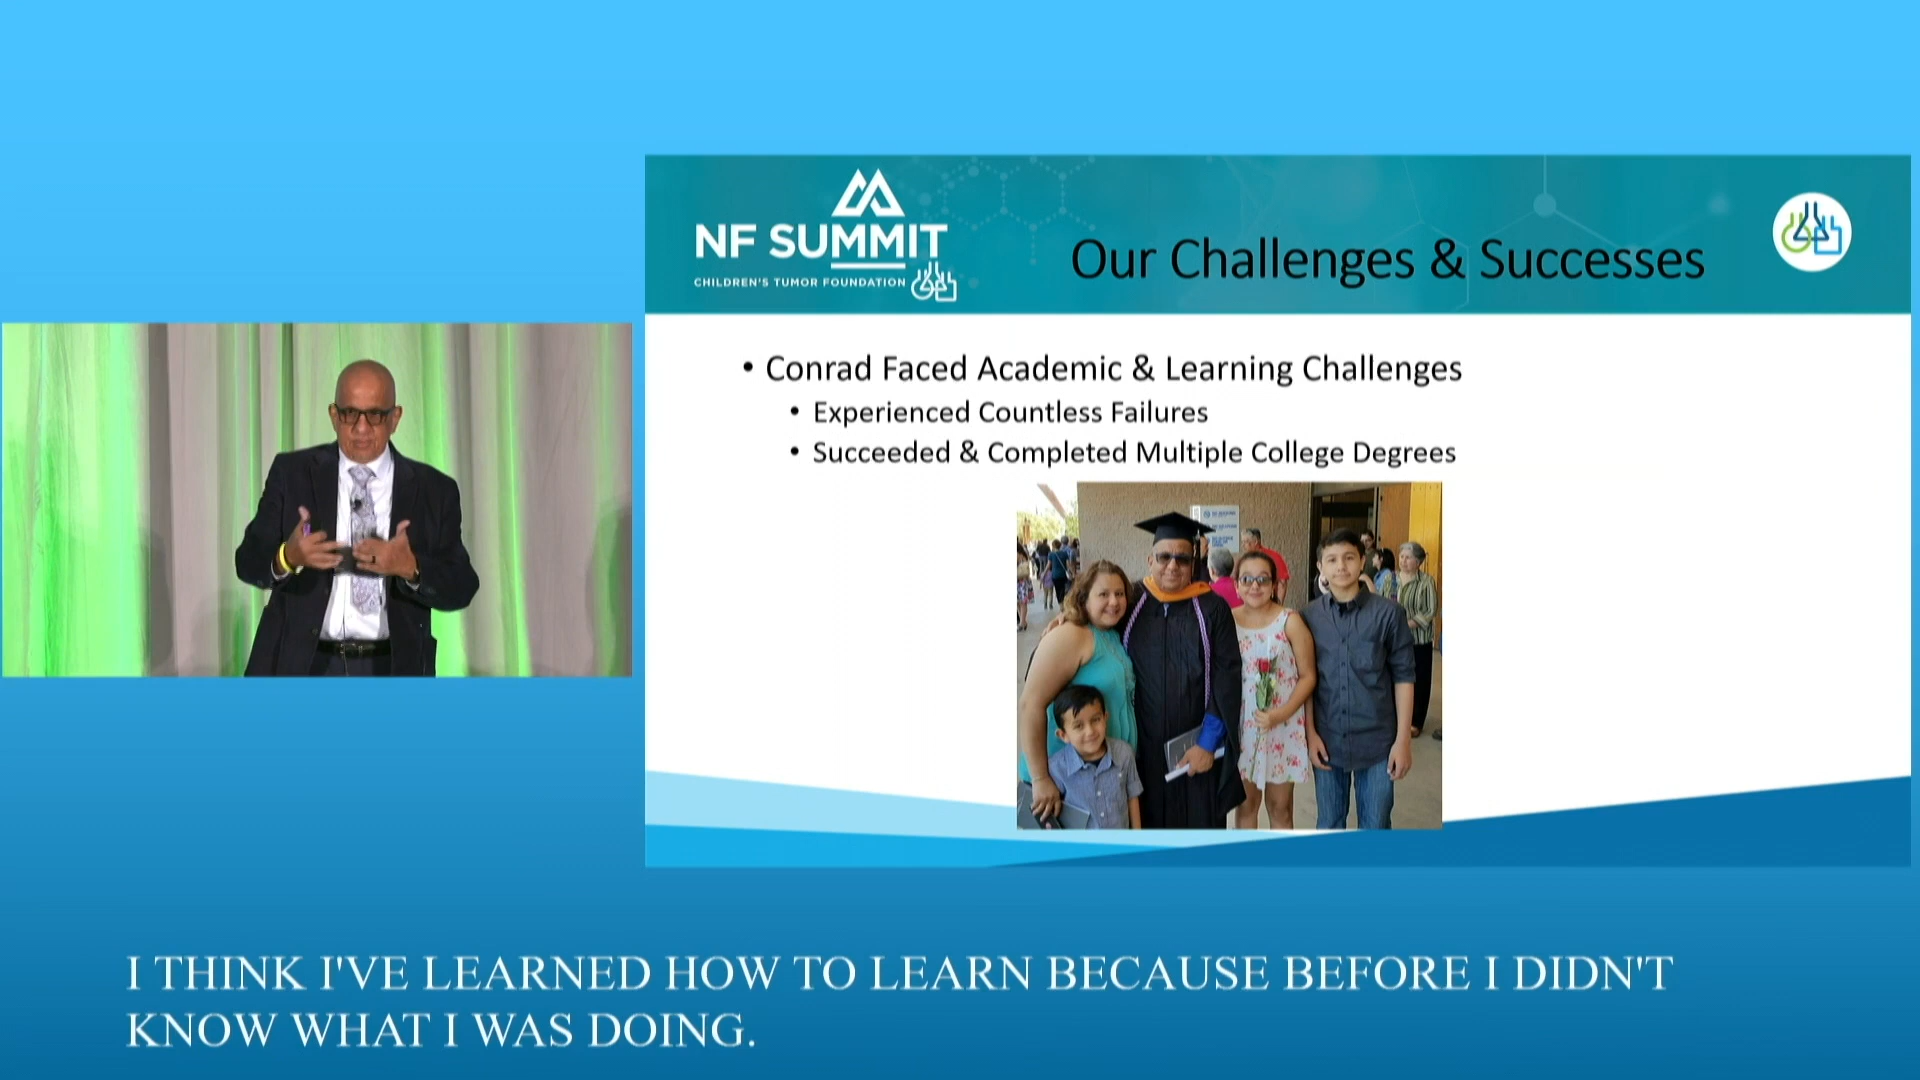 NF SUMMIT
CHILDREN'S TUMOR FOUNDATION
Our Challenges & Successes
• Conrad Faced Academic & Learning Challenges
• Experienced Countless Failures
• Succeeded & Completed Multiple College Degrees
I THINK I'VE LEARNED HOW TO LEARN BECAUSE BEFORE I DIDN'T
KNOW WHAT I WAS DOING.